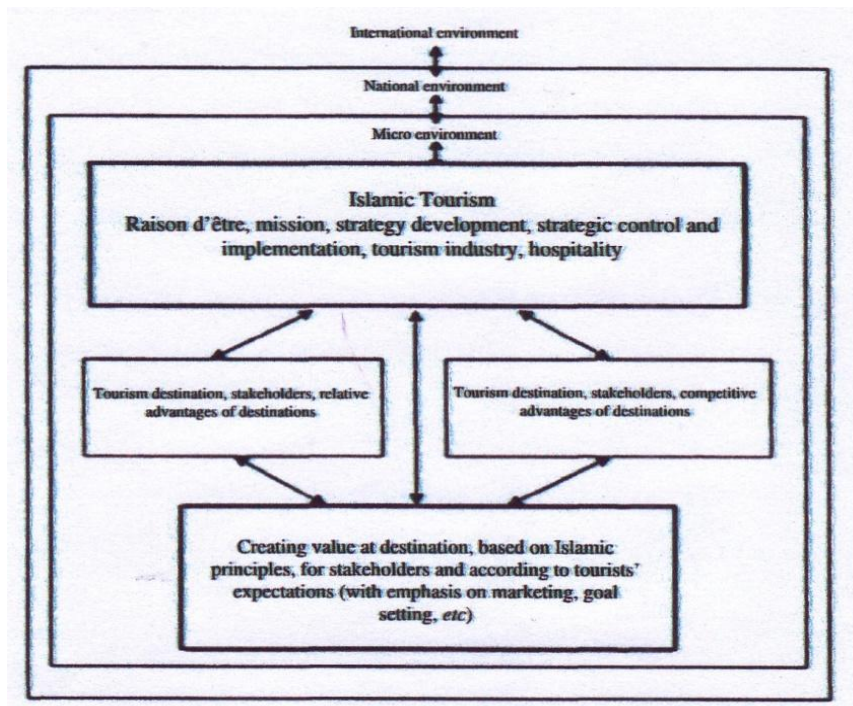 International environment
National environment
Micro environment
Islamic Tourism
Raison d'être, mission, strategy development, strategic control and
implementation, tourism industry, hospitality
Tourism destination, stakeholders, relative
advantages of destinations
Tourism destination, stakeholders, competitive
advantages of destinations
Creating value at destination, based on Islamic
principles, for stakeholders and according to tourists'
expectations (with emphasis on marketing, goal
setting, etc)